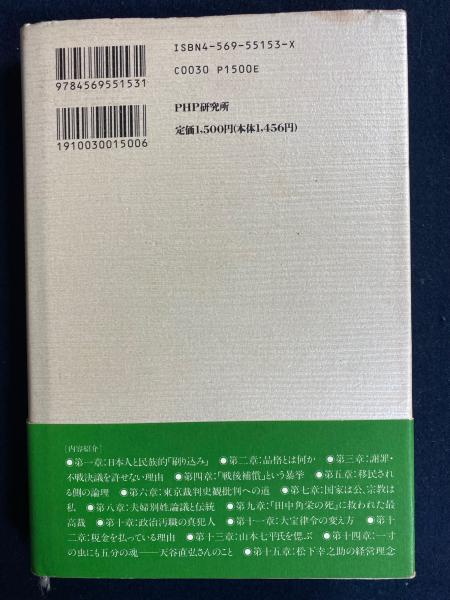 ISBN4-569-55153-X
C0030 P1500E
9784569551531
PHP研究所
定価1,500円(本体1,456円)
1910030015006
[内容紹介]
●第一章:日本人と民族的「刷り込み」 ●第二章:品格とは何か ●第三章:謝罪・
不戦決議を許せない理由 ●第四章:「戦後補償」という暴挙 ●第五章:移民され
る側の論理 ●第六章:東京裁判史観批判への道 ●第七章:国家は公、宗教は
私 ●第八章:夫婦別姓論議と伝統 ●第九章:「田中角栄の死」に救われた最
高裁 ●第十章:政治汚職の真犯人 ●第十一章:大宝律令の変え方 ●第十
二章:税金を払っている理由 ●第十三章:山本七平氏を偲ぶ ●第十四章:一寸
の虫にも五分の魂——天谷直弘さんのこと ●第十五章:松下幸之助の経営理念